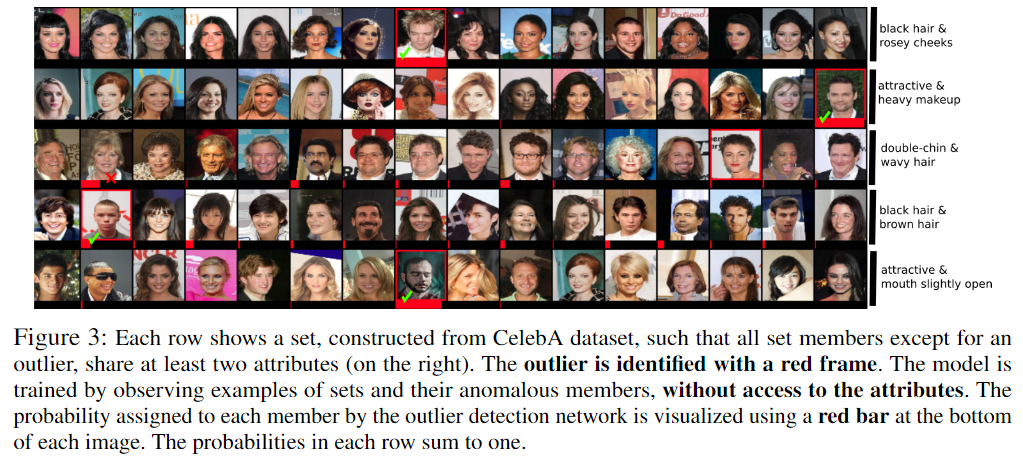 black hair &
rosey cheeks
attractive &
heavy makeup
double-chin &
wavy hair
black hair &
brown hair
attractive &
mouth slightly open
Figure 3: Each row shows a set, constructed from CelebA dataset, such that all set members except for an
outlier, share at least two attributes (on the right). The outlier is identified with a red frame. The model is
trained by observing examples of sets and their anomalous members, without access to the attributes. The
probability assigned to each member by the outlier detection network is visualized using a red bar at the bottom
of each image. The probabilities in each row sum to one.